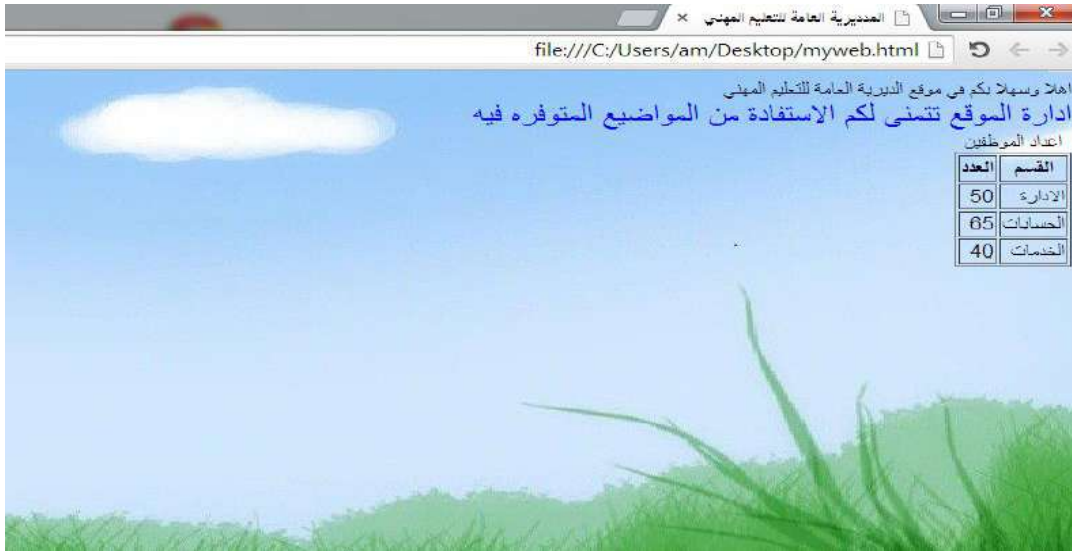 المديرية العامة للتعليم المهني
file:///C:/Users/am/Desktop/myweb.html
اهلا وسهلا بكم في موقع الديرية العامة للتعليم المهني
ادارة الموقع تتمنى لكم الاستفادة من المواضيع المتوفره فيه
اعداد الموظفين
القسم العدد
الادارة 50
الحسابات 65
الخدمات 40